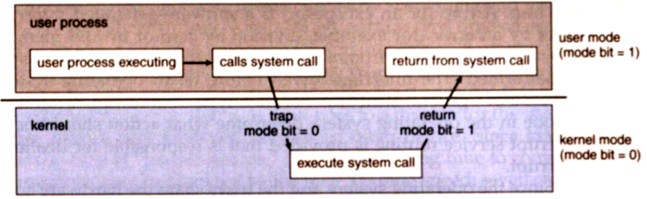 user process
user process executing
calls system call
return from system call
user mode
(mode bit = 1)
kernel
trap
mode bit = 0
return
mode bit = 1
execute system call
kernel mode
(mode bit = 0)